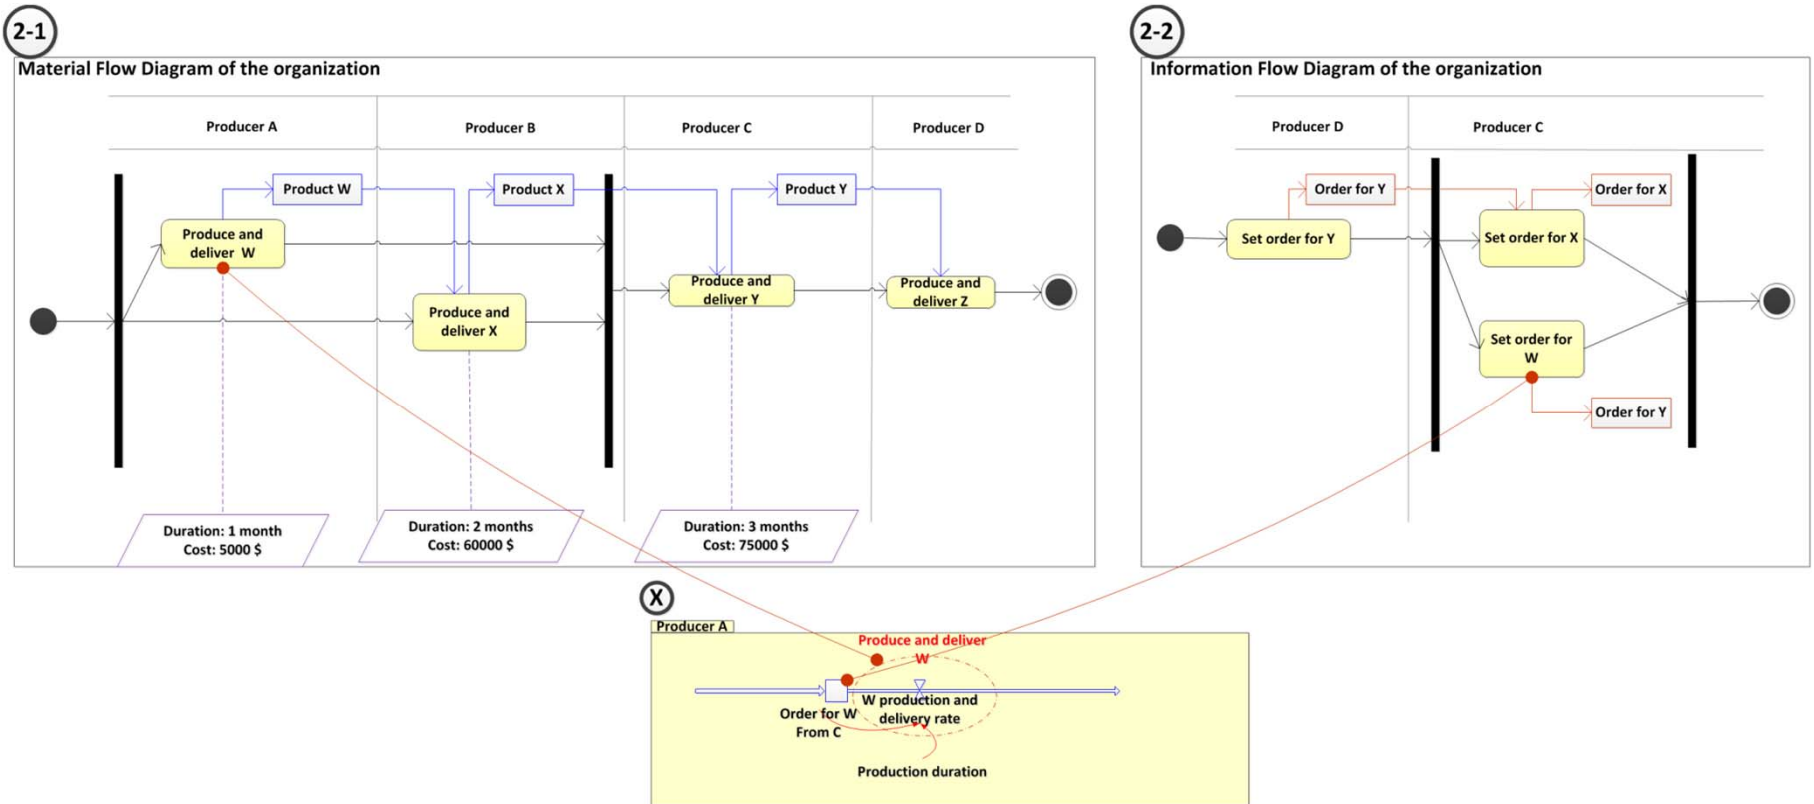 2-1
Material Flow Diagram of the organization
Producer A
Producer B
Producer C
Producer D
Product W
Product X
Product Y
Produce and
deliver W
Produce and
deliver X
Produce and
deliver Y
Produce and
deliver Z
Duration: 1 month
Cost: 5000 $
Duration: 2 months
Cost: 60000 $
Duration: 3 months
Cost: 75000 $
2-2
Information Flow Diagram of the organization
Producer D
Producer C
Order for Y
Order for X
Set order for Y
Set order for X
Set order for
W
Order for Y
X
Producer A
Produce and deliver
W
W production and
delivery rate
Order for W
From C
Production duration